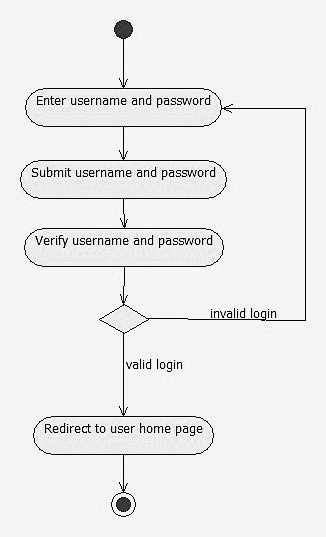 Enter username and password
Submit username and password
Verify username and password
invalid login
valid login
Redirect to user home page